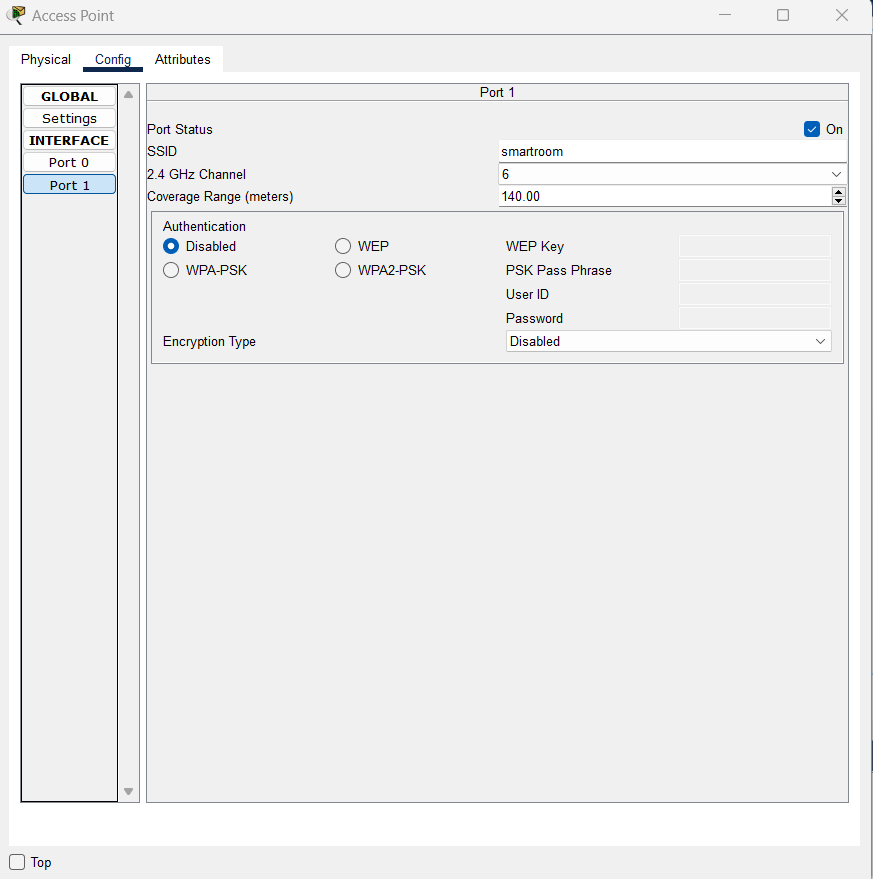 Access Point
Physical Config Attributes
GLOBAL
Settings
INTERFACE
Port 0
Port 1
Port 1
Port Status On
SSID smartroom
2.4 GHz Channel 6
Coverage Range (meters) 140.00
Authentication
Disabled WEP WEP Key
WPA-PSK WPA2-PSK PSK Pass Phrase
User ID
Password
Encryption Type Disabled
Top